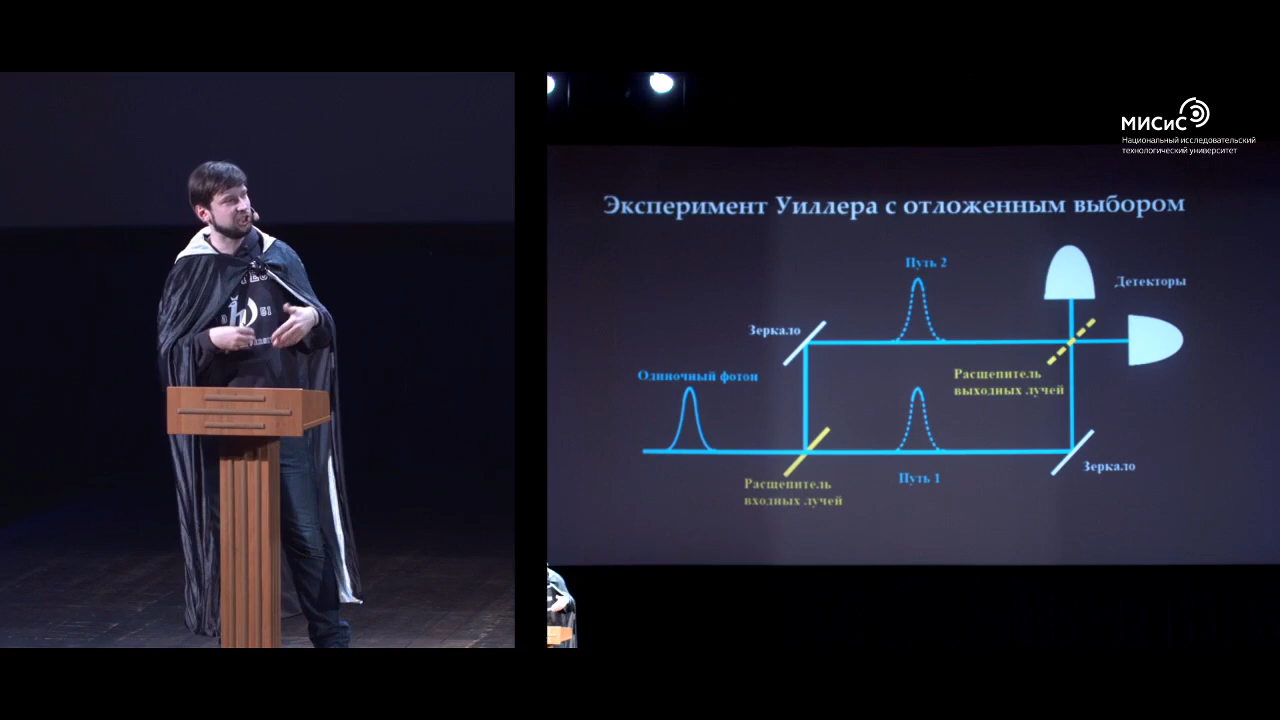 МИСиС
Национальный исследовательский
технологический университет
Эксперимент Уиллера с отложенным выбором
Путь 2
Детекторы
Зеркало
Расщепитель
выходных лучей
Одиночный фотон
Зеркало
Путь 1
Расщепитель
входных лучей